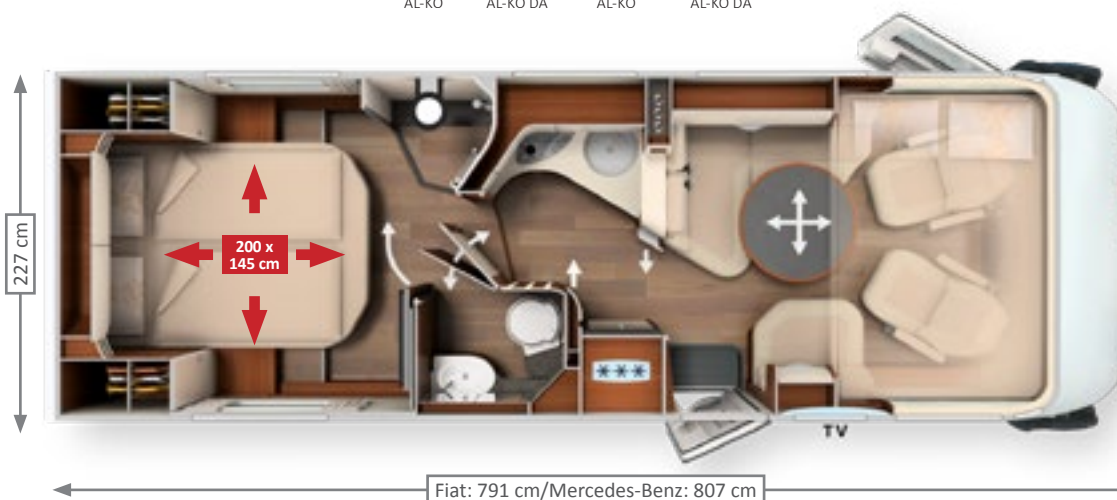 AL-KO AL-KO DA AL-KO AL-KO DA
227 cm
200 x
145 cm
TV
Fiat: 791 cm/Mercedes-Benz: 807 cm